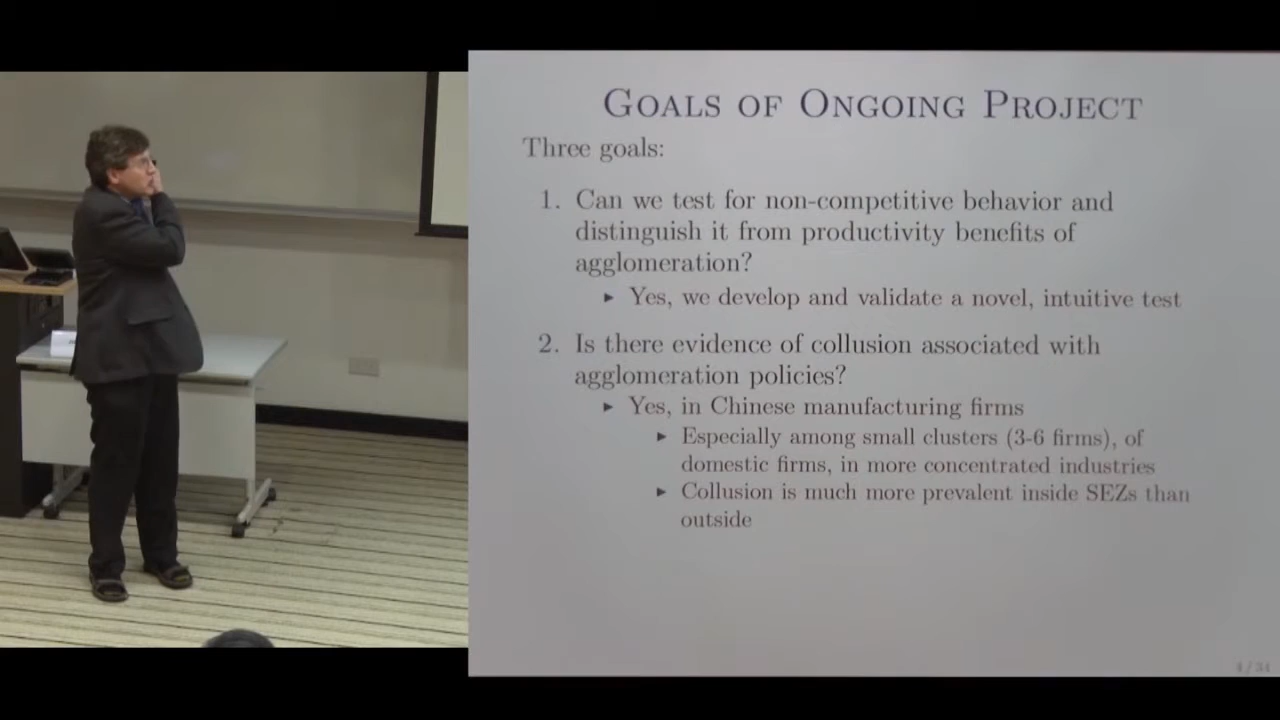 GOALS OF ONGOING PROJECT
Three goals:
1. Can we test for non-competitive behavior and
distinguish it from productivity benefits of
agglomeration?
▸ Yes, we develop and validate a novel, intuitive test
2. Is there evidence of collusion associated with
agglomeration policies?
▸ Yes, in Chinese manufacturing firms
▸ Especially among small clusters (3-6 firms), of
domestic firms, in more concentrated industries
▸ Collusion is much more prevalent inside SEZs than
outside
4 / 34